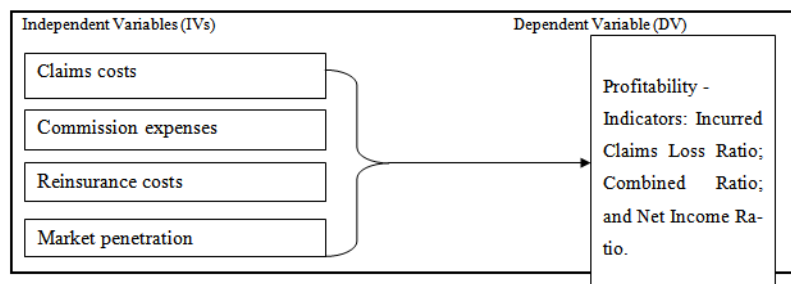 Independent Variables (IVs)
Dependent Variable (DV)
Claims costs
Commission expenses
Reinsurance costs
Market penetration
Profitability -
Indicators: Incurred
Claims Loss Ratio;
Combined Ratio;
and Net Income Ra-
tio.